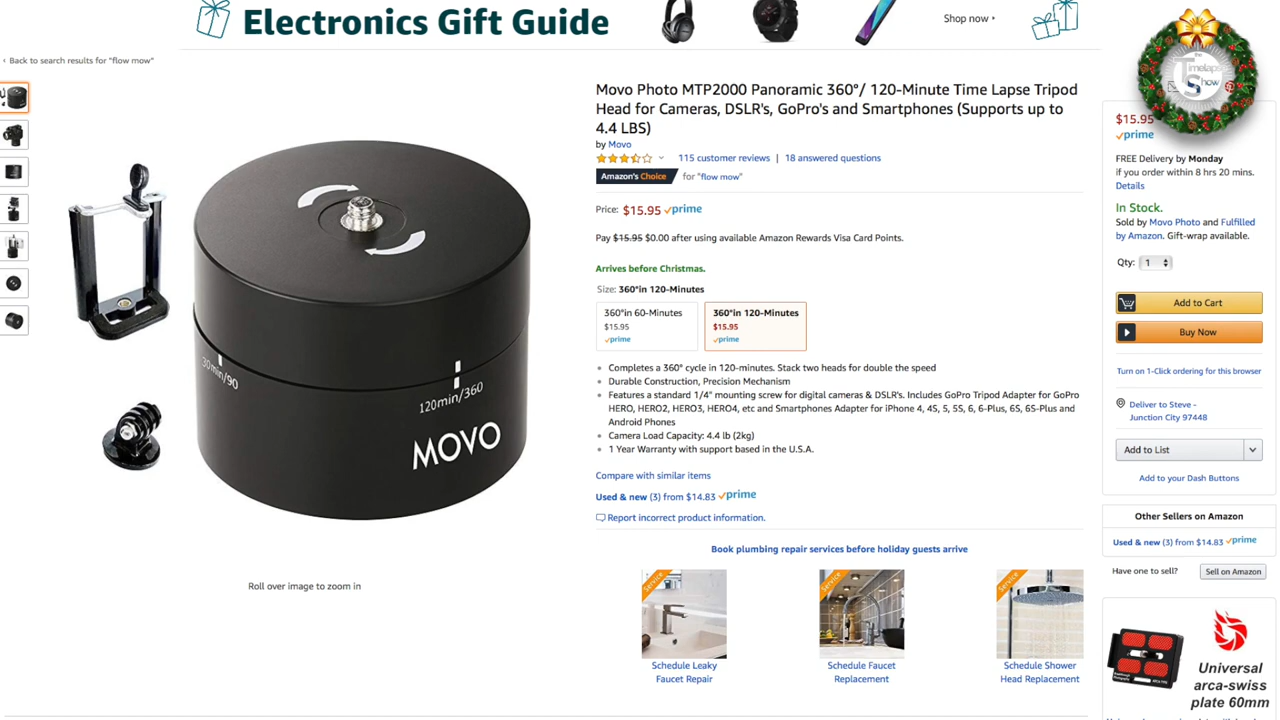 Electronics Gift Guide
Shop now ▸
‹ Back to search results for "flow mow"
the
Timelapse
Show
Movo Photo MTP2000 Panoramic 360°/ 120-Minute Time Lapse Tripod
Head for Cameras, DSLR's, GoPro's and Smartphones (Supports up to
4.4 LBS)
by Movo
115 customer reviews | 18 answered questions
Amazon's Choice for "flow mow"
Price: $15.95 prime
Pay $15.95 $0.00 after using available Amazon Rewards Visa Card Points.
Arrives before Christmas.
Size: 360°in 120-Minutes
360°in 60-Minutes
$15.95
prime
360°in 120-Minutes
$15.95
prime
• Completes a 360° cycle in 120-minutes. Stack two heads for double the speed
• Durable Construction, Precision Mechanism
• Features a standard 1/4" mounting screw for digital cameras & DSLR's. Includes GoPro Tripod Adapter for GoPro
HERO, HERO2, HERO3, HERO4, etc and Smartphones Adapter for iPhone 4, 4S, 5, 5S, 6, 6-Plus, 6S, 6S-Plus and
Android Phones
• Camera Load Capacity: 4.4 lb (2kg)
• 1 Year Warranty with support based in the U.S.A.
Compare with similar items
Used & new (3) from $14.83 prime
Report incorrect product information.
30min/90
120min/360
MOVO
Roll over image to zoom in
Book plumbing repair services before holiday guests arrive
Service
Service
Service
Schedule Leaky
Faucet Repair
Schedule Faucet
Replacement
Schedule Shower
Head Replacement
$15.95
prime
FREE Delivery by Monday
if you order within 8 hrs 20 mins.
Details
In Stock.
Sold by Movo Photo and Fulfilled
by Amazon. Gift-wrap available.
Qty: 1
Add to Cart
Buy Now
Turn on 1-Click ordering for this browser
Deliver to Steve -
Junction City 97448
Add to List
Add to your Dash Buttons
Other Sellers on Amazon
Used & new (3) from $14.83 prime
Have one to sell? Sell on Amazon
Universal
arca-swiss
plate 60mm